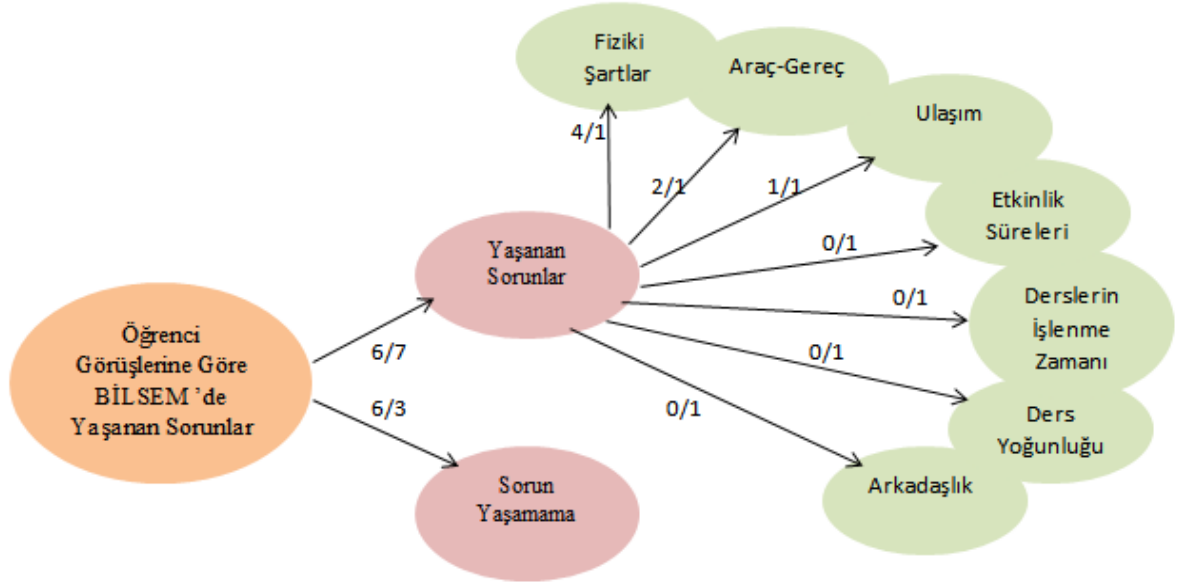 Fiziki
Şartlar
Araç-Gereç
Ulaşım
Etkinlik
Süreleri
Derslerin
İşlenme
Zamanı
Ders
Yoğunluğu
Arkadaşlık
4/1
2/1
1/1
0/1
0/1
0/1
0/1
Yaşanan
Sorunlar
Öğrenci
Görüşlerine Göre
BİLSEM 'de
Yaşanan Sorunlar
6/7
6/3
Sorun
Yaşamama